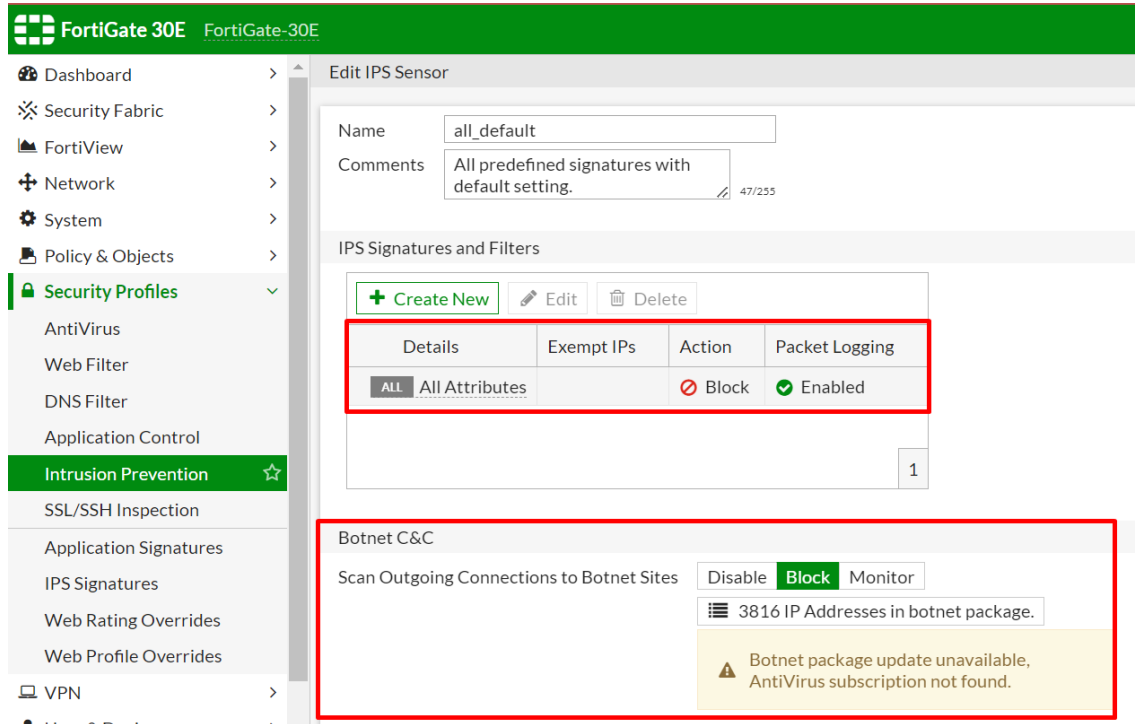 FortiGate 30E FortiGate-30E
Dashboard
Security Fabric
FortiView
Network
System
Policy & Objects
Security Profiles
AntiVirus
Web Filter
DNS Filter
Application Control
Intrusion Prevention
SSL/SSH Inspection
Application Signatures
IPS Signatures
Web Rating Overrides
Web Profile Overrides
VPN
Edit IPS Sensor
Name all_default
Comments All predefined signatures with
default setting.
47/255
IPS Signatures and Filters
Create New Edit Delete
Details Exempt IPs Action Packet Logging
ALL All Attributes Block Enabled
1
Botnet C&C
Scan Outgoing Connections to Botnet Sites Disable Block Monitor
3816 IP Addresses in botnet package.
Botnet package update unavailable,
AntiVirus subscription not found.